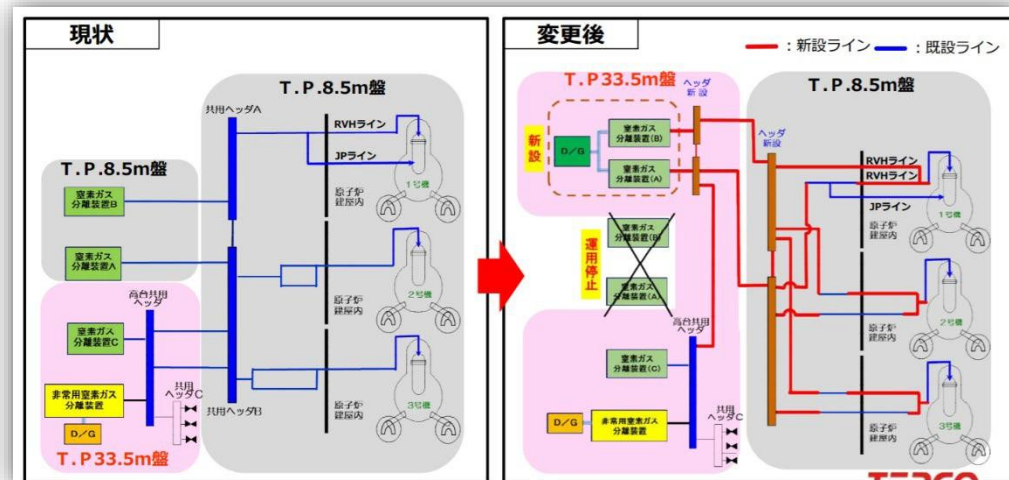 現状
T.P.8.5m盤
共用ヘッダA
RVHライン
JPライン
1号機
原子炉
建屋内
T.P.8.5m盤
窒素ガス
分離装置B
窒素ガス
分離装置A
2号機
原子炉
建屋内
高台共用
ヘッダ
窒素ガス
分離装置C
非常用窒素ガス
分離装置
D/G
共用
ヘッダC
共用ヘッダB
3号機
原子炉
建屋内
T.P33.5m盤
変更後
:新設ライン
:既設ライン
T.P33.5m盤
ヘッダ
新設
T.P.8.5m盤
新設
D/G
窒素ガス
分離装置(B)
窒素ガス
分離装置(A)
ヘッダ
新設
RVHライン
RVHライン
JPライン
1号機
原子炉
建屋内
運用停止
窒素ガス
分離装置(B)
窒素ガス
分離装置(A)
高台共用
ヘッダ
2号機
原子炉
建屋内
窒素ガス
分離装置(C)
D/G
非常用窒素ガス
分離装置
共用
ヘッダC
3号機
原子炉
建屋内
TEPCO